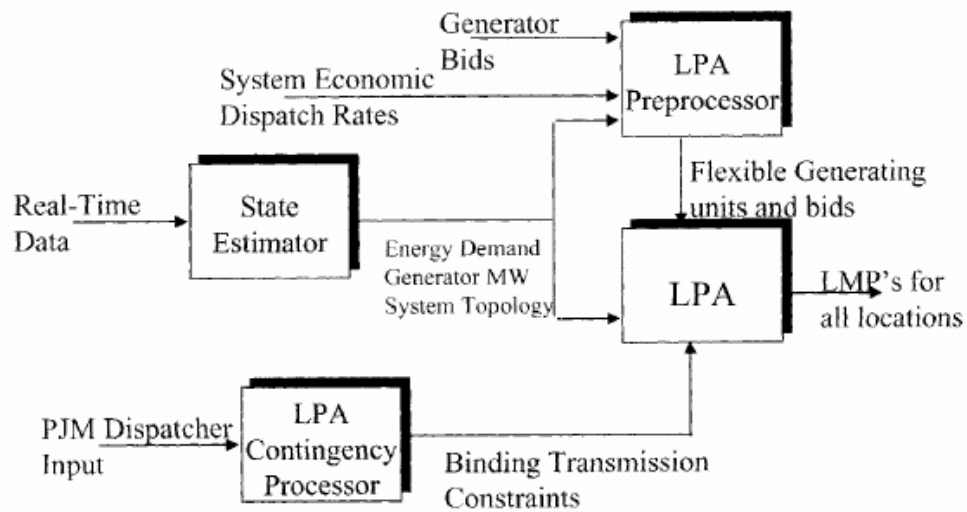 Generator
Bids
LPA
Preprocessor
System Economic
Dispatch Rates
Flexible Generating
units and bids
Real-Time
Data
State
Estimator
Energy Demand
Generator MW
System Topology
LPA
LMP's for
all locations
PJM Dispatcher
Input
LPA
Contingency
Processor
Binding Transmission
Constraints